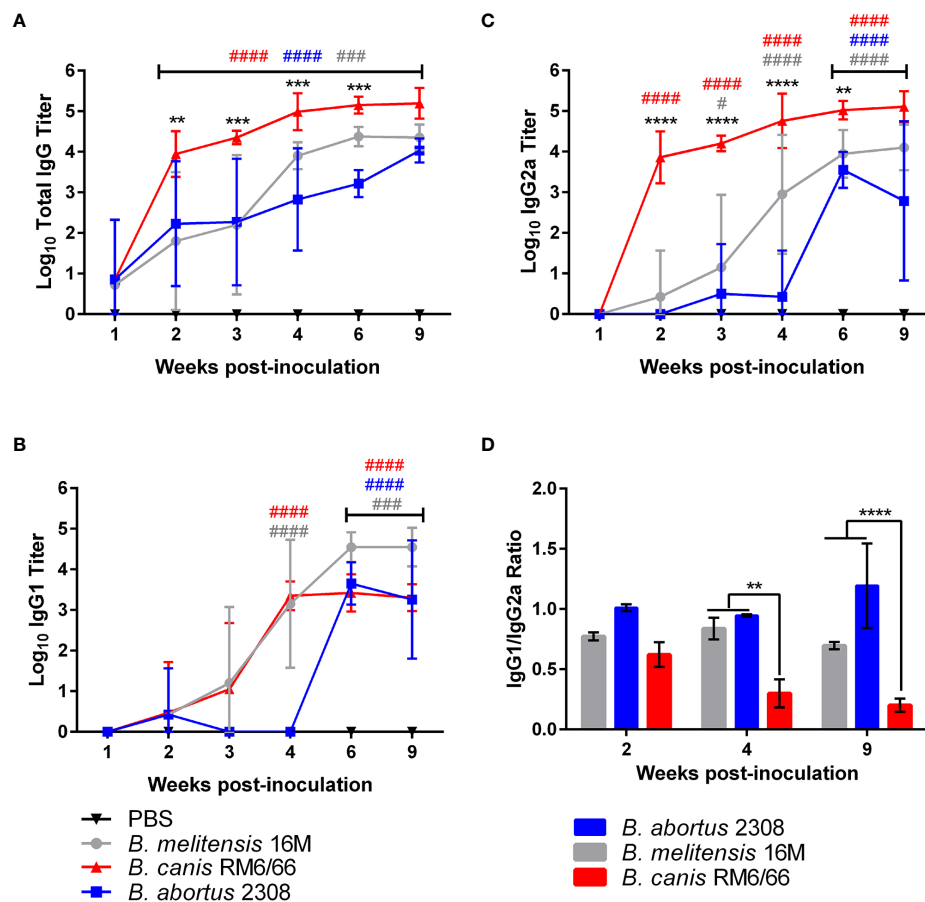 A
#### #### ###
** *** *** ***
6
5
4
3
2
1
0
Log10 Total IgG Titer
1 2 3 4 6 9
Weeks post-inoculation
C
####
#### ####
#### ####
#### #### ####
#
**** **** **** **
6
5
4
3
2
1
0
Log10 IgG2a Titer
1 2 3 4 6 9
Weeks post-inoculation
B
####
#### ####
#### ###
6
5
4
3
2
1
0
Log10 IgG1 Titer
1 2 3 4 6 9
Weeks post-inoculation
PBS
B. melitensis 16M
B. canis RM6/66
B. abortus 2308
D
2.0
1.5
1.0
0.5
0.0
IgG1/IgG2a Ratio
**
****
2 4 9
Weeks post-inoculation
B. abortus 2308
B. melitensis 16M
B. canis RM6/66